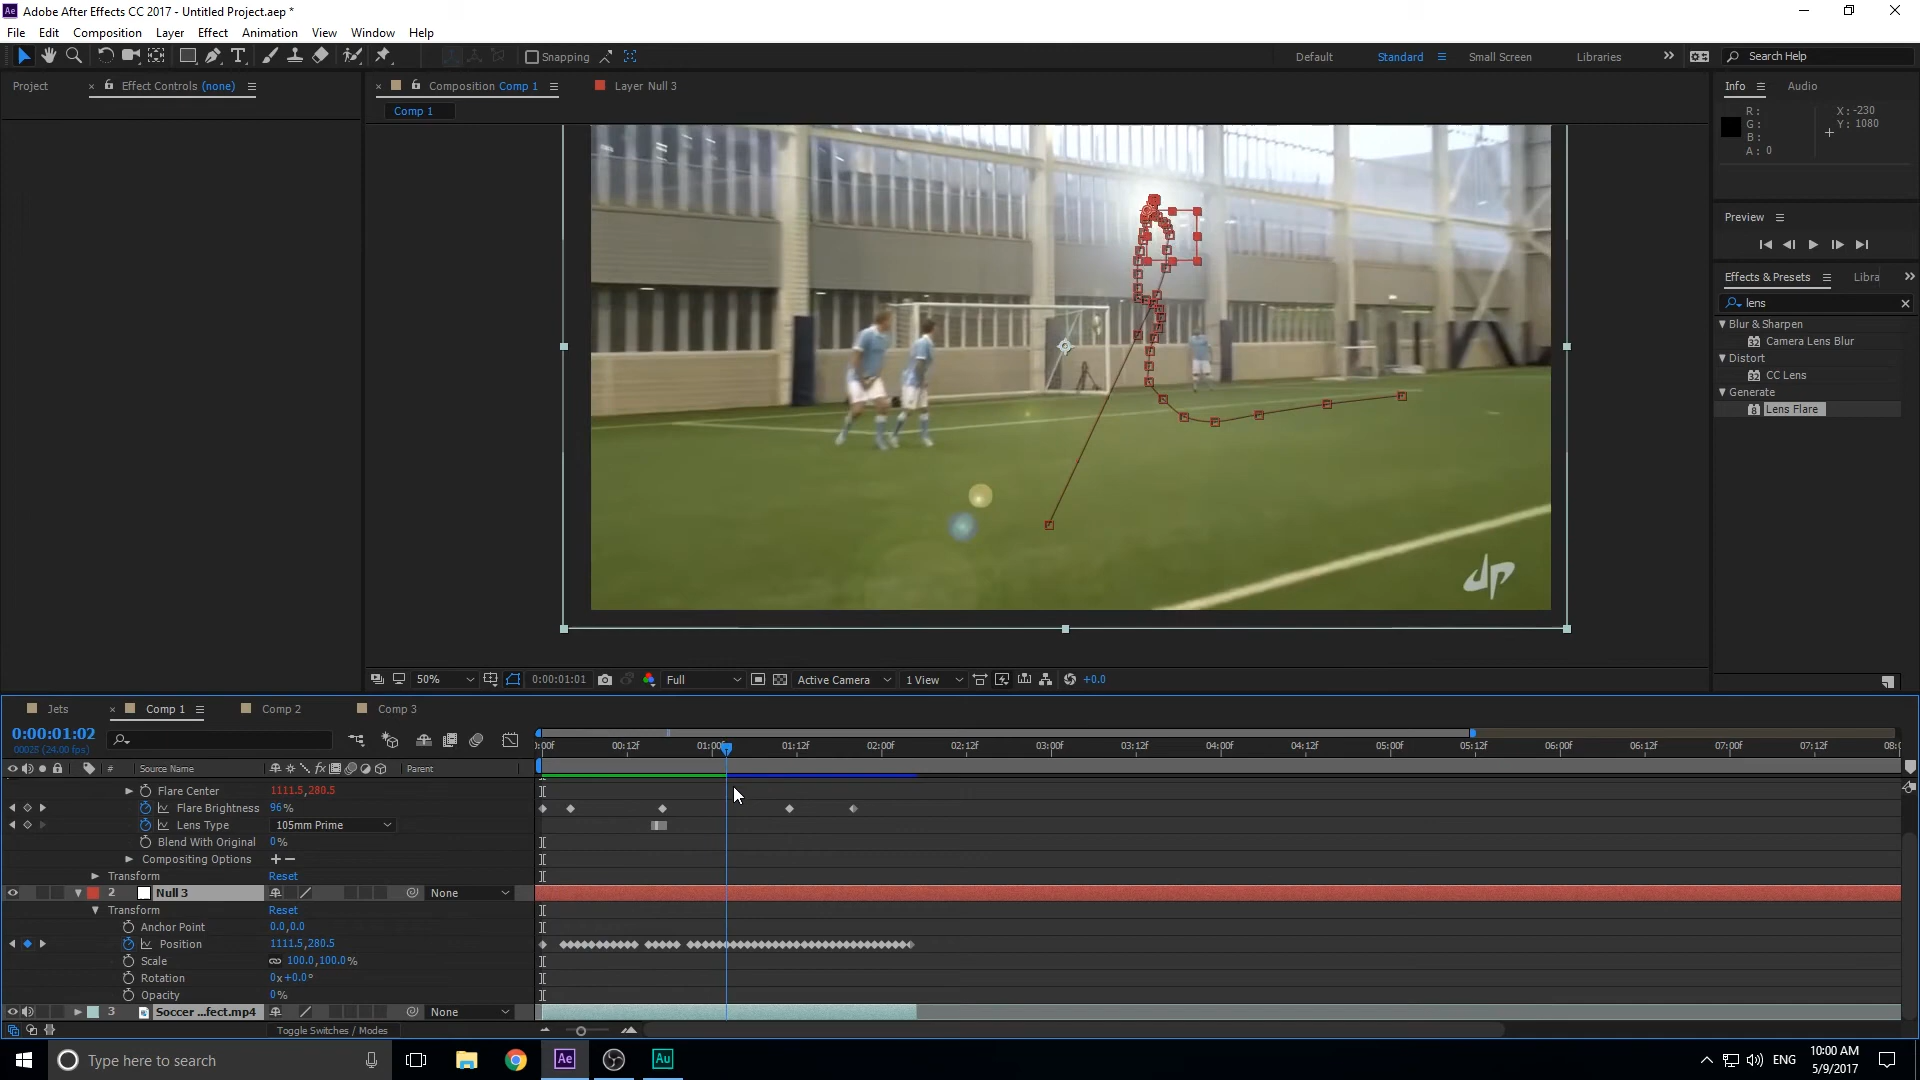 Ae Adobe After Effects CC 2017 - Untitled Project.aep *
File Edit Composition Layer Effect Animation View Window Help
Snapping Default Standard Small Screen Libraries Search Help
Project Effect Controls (none) Composition Comp 1 Layer Null 3 Info Audio
Comp 1
R: X: -230
G: Y: 1080
B:
A: 0
Preview
Effects & Presets Libra
lens
Blur & Sharpen
Camera Lens Blur
Distort
CC Lens
Generate
Lens Flare
dp
50% 0:00:01:01 Full Active Camera 1 View +0.0
Jets Comp 1 Comp 2 Comp 3
0:00:01:02
00025 (24.00 fps)
):00f 00:12f 01:00f 01:12f 02:00f 02:12f 03:00f 03:12f 04:00f 04:12f 05:00f 05:12f 06:00f 06:12f 07:00f 07:12f 08:
# Source Name fx Parent
Flare Center 1111.5,280.5
Flare Brightness 96%
Lens Type 105mm Prime
Blend With Original 0%
Compositing Options + −
Transform Reset
2 Null 3 None
Transform Reset
Anchor Point 0.0,0.0
Position 1111.5,280.5
Scale 100.0,100.0%
Rotation 0x+0.0°
Opacity 0%
3 Soccer ...fect.mp4 None
Toggle Switches / Modes
Type here to search Ae Au ENG 10:00 AM
5/9/2017